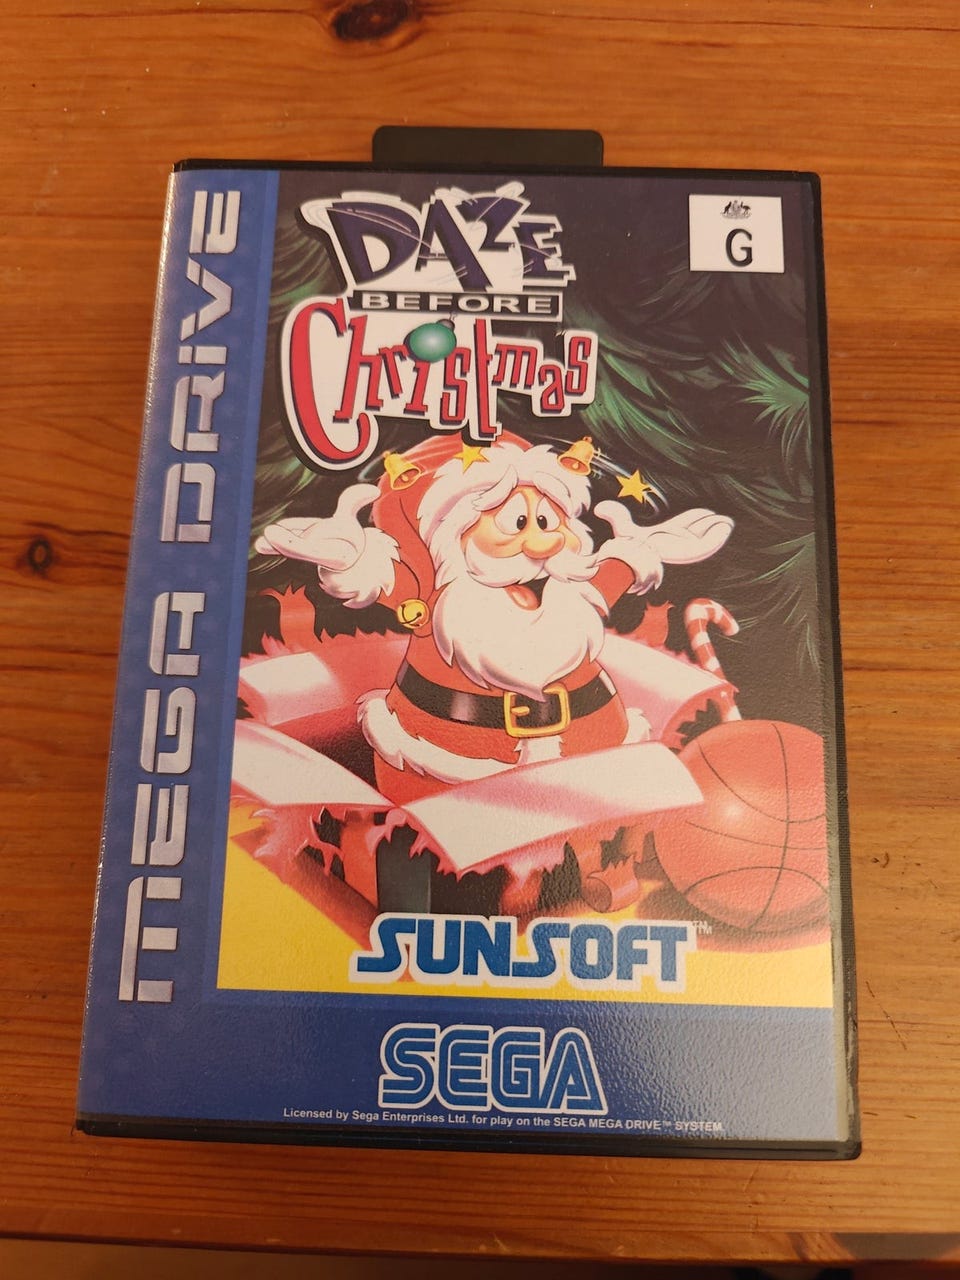 MEGA DRIVE
DAZE
BEFORE
Christmas
G
SUNSOFT™
SEGA
Licensed by Sega Enterprises Ltd. for play on the SEGA MEGA DRIVE™ SYSTEM.